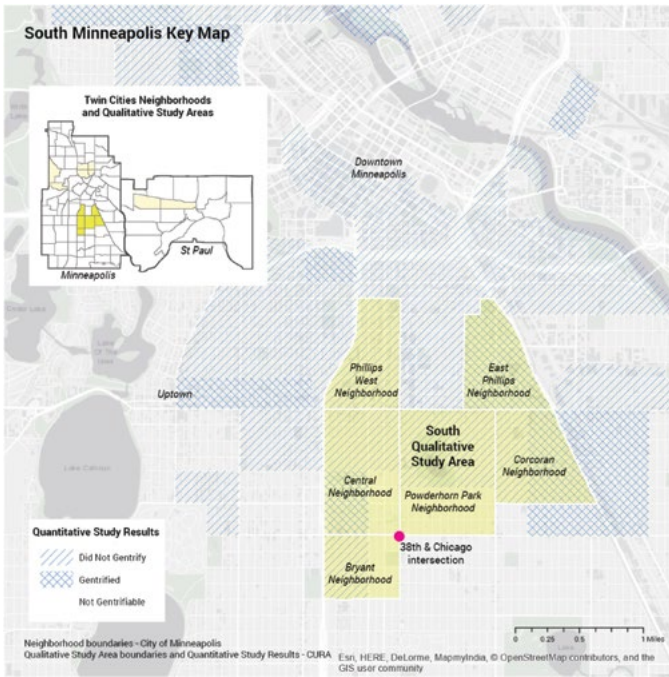 South Minneapolis Key Map
Twin Cities Neighborhoods
and Qualitative Study Areas
St Paul
Minneapolis
Downtown
Minneapolis
Lake
Of The
Isles
Uptown
Lake Calhoun
Phillips
West
Neighborhood
East
Phillips
Neighborhood
South
Qualitative
Study Area
Central
Neighborhood
Powderhorn Park
Neighborhood
Corcoran
Neighborhood
38th & Chicago
intersection
Bryant
Neighborhood
Quantitative Study Results
Did Not Gentrify
Gentrified
Not Gentrifiable
0 0.25 0.5 1 Miles
Neighborhood boundaries - City of Minneapolis
Qualitative Study Area boundaries and Quantitative Study Results - CURA
Esri, HERE, DeLorme, MapmyIndia, © OpenStreetMap contributors, and the
GIS user community